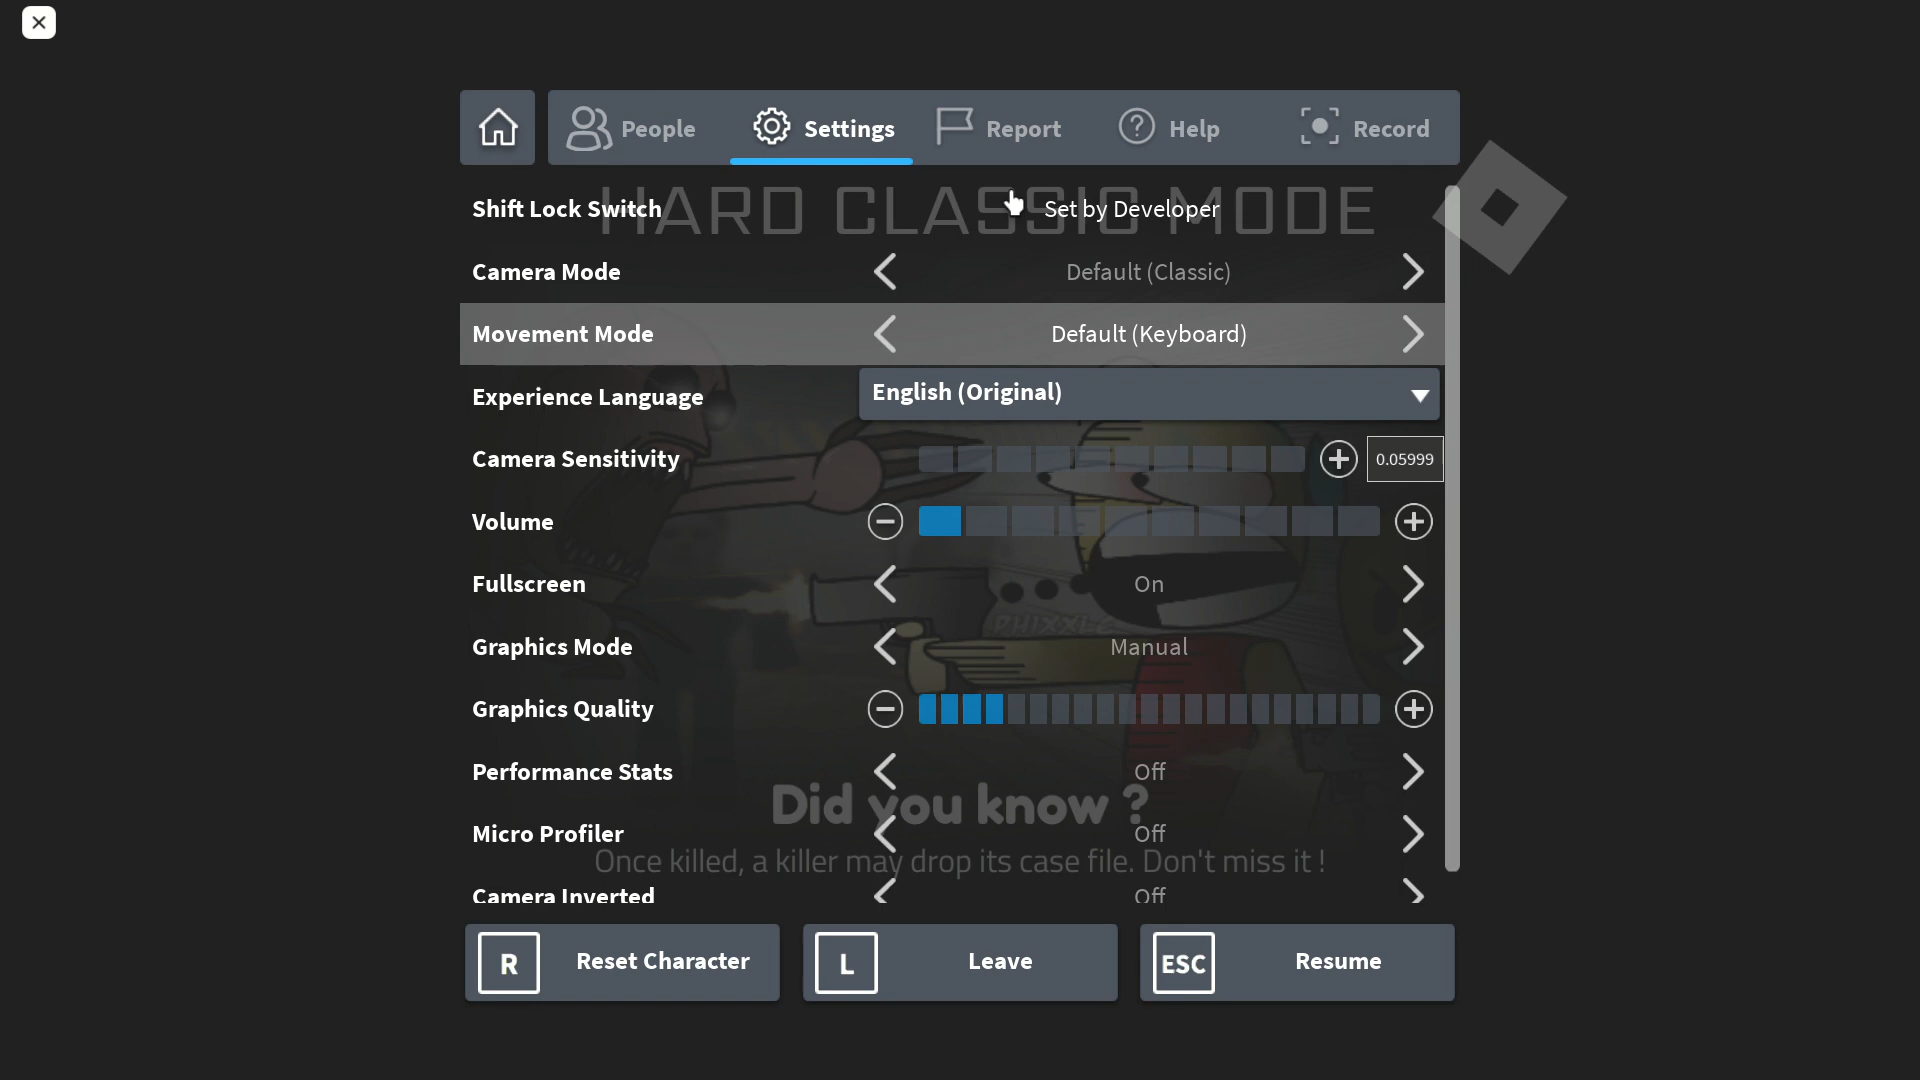 People
Settings
Report
Help
Record
HARD CLASSIC MODE
Shift Lock Switch
Set by Developer
Camera Mode
Default (Classic)
Movement Mode
Default (Keyboard)
Experience Language
English (Original)
Camera Sensitivity
0.05999
Volume
Fullscreen
On
PHIXXLC
Graphics Mode
Manual
Graphics Quality
Performance Stats
Off
Did you know ?
Micro Profiler
Off
Once killed, a killer may drop its case file. Don't miss it !
Camera Inverted
Off
R
Reset Character
L
Leave
ESC
Resume